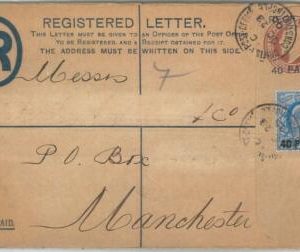 REGISTERED LETTER.
THIS LETTER MUST BE GIVEN TO AN OFFICER OF THE POST OFFICE
TO BE REGISTERED, AND A RECEIPT OBTAINED FOR IT.
THE ADDRESS MUST BE WRITTEN ON THIS SIDE.
R
40 PA
Messrs
7
& Co
P.O. Box
40 PA
Manchester
AID.